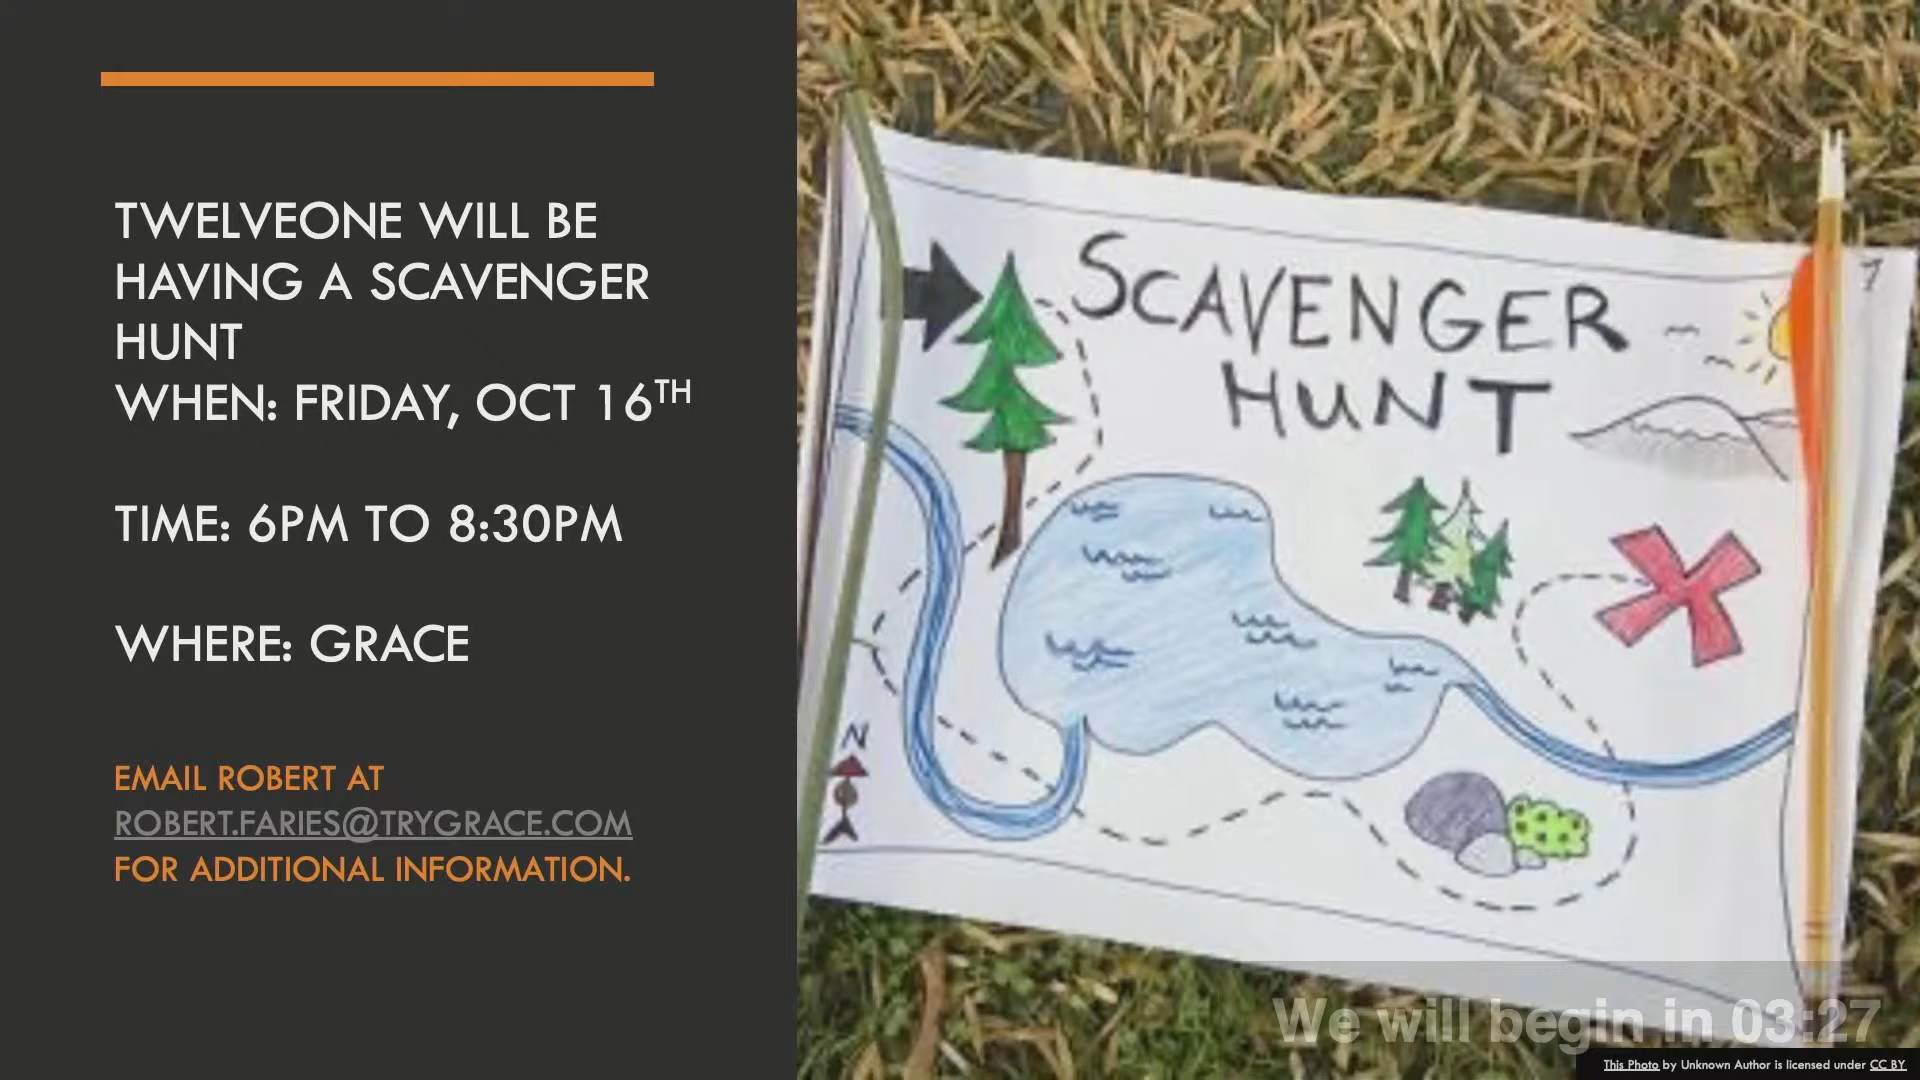 TWELVEONE WILL BE
HAVING A SCAVENGER
HUNT
WHEN: FRIDAY, OCT 16TH
TIME: 6PM TO 8:30PM
WHERE: GRACE
EMAIL ROBERT AT
ROBERT.FARIES@TRYGRACE.COM
FOR ADDITIONAL INFORMATION.
SCAVENGER
HUNT
N
We will begin in 03:27
This Photo by Unknown Author is licensed under CC BY